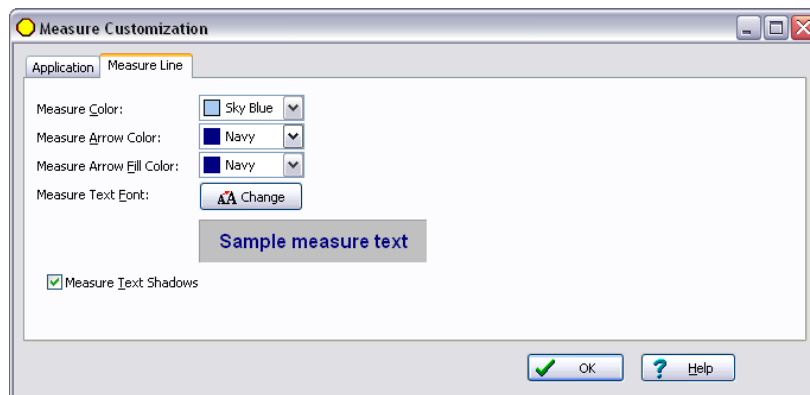 Measure Customization
Application Measure Line
Measure Color: Sky Blue
Measure Arrow Color: Navy
Measure Arrow Fill Color: Navy
Measure Text Font: AA Change
Sample measure text
Measure Text Shadows
OK ? Help